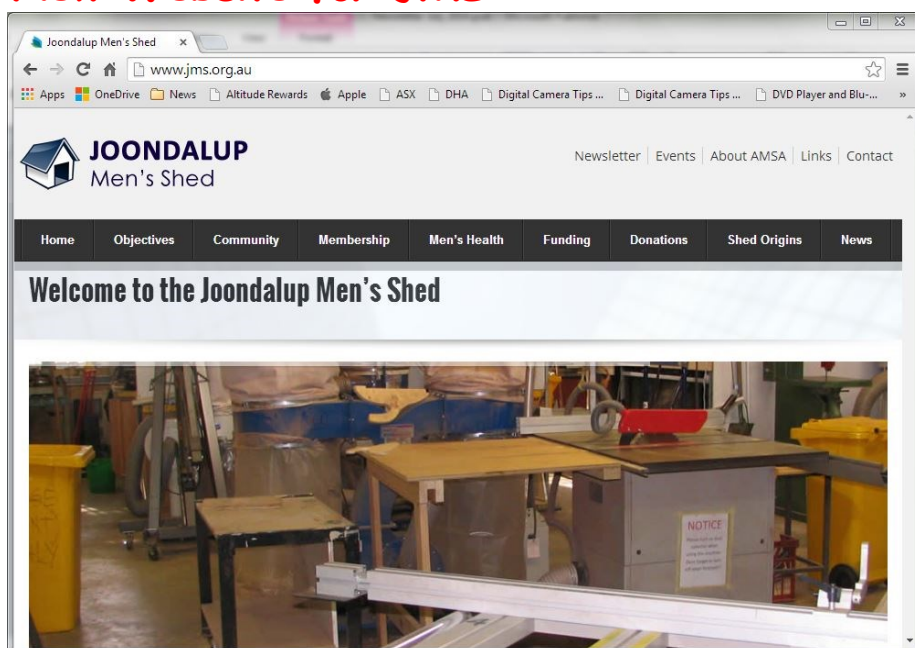 Joondalup Men's Shed
www.jms.org.au
Apps OneDrive News Altitude Rewards Apple ASX DHA Digital Camera Tips ... Digital Camera Tips ... DVD Player and Blu-... »
JOONDALUP
Men's Shed
Newsletter Events About AMSA Links Contact
Home Objectives Community Membership Men's Health Funding Donations Shed Origins News
Welcome to the Joondalup Men's Shed
NOTICE